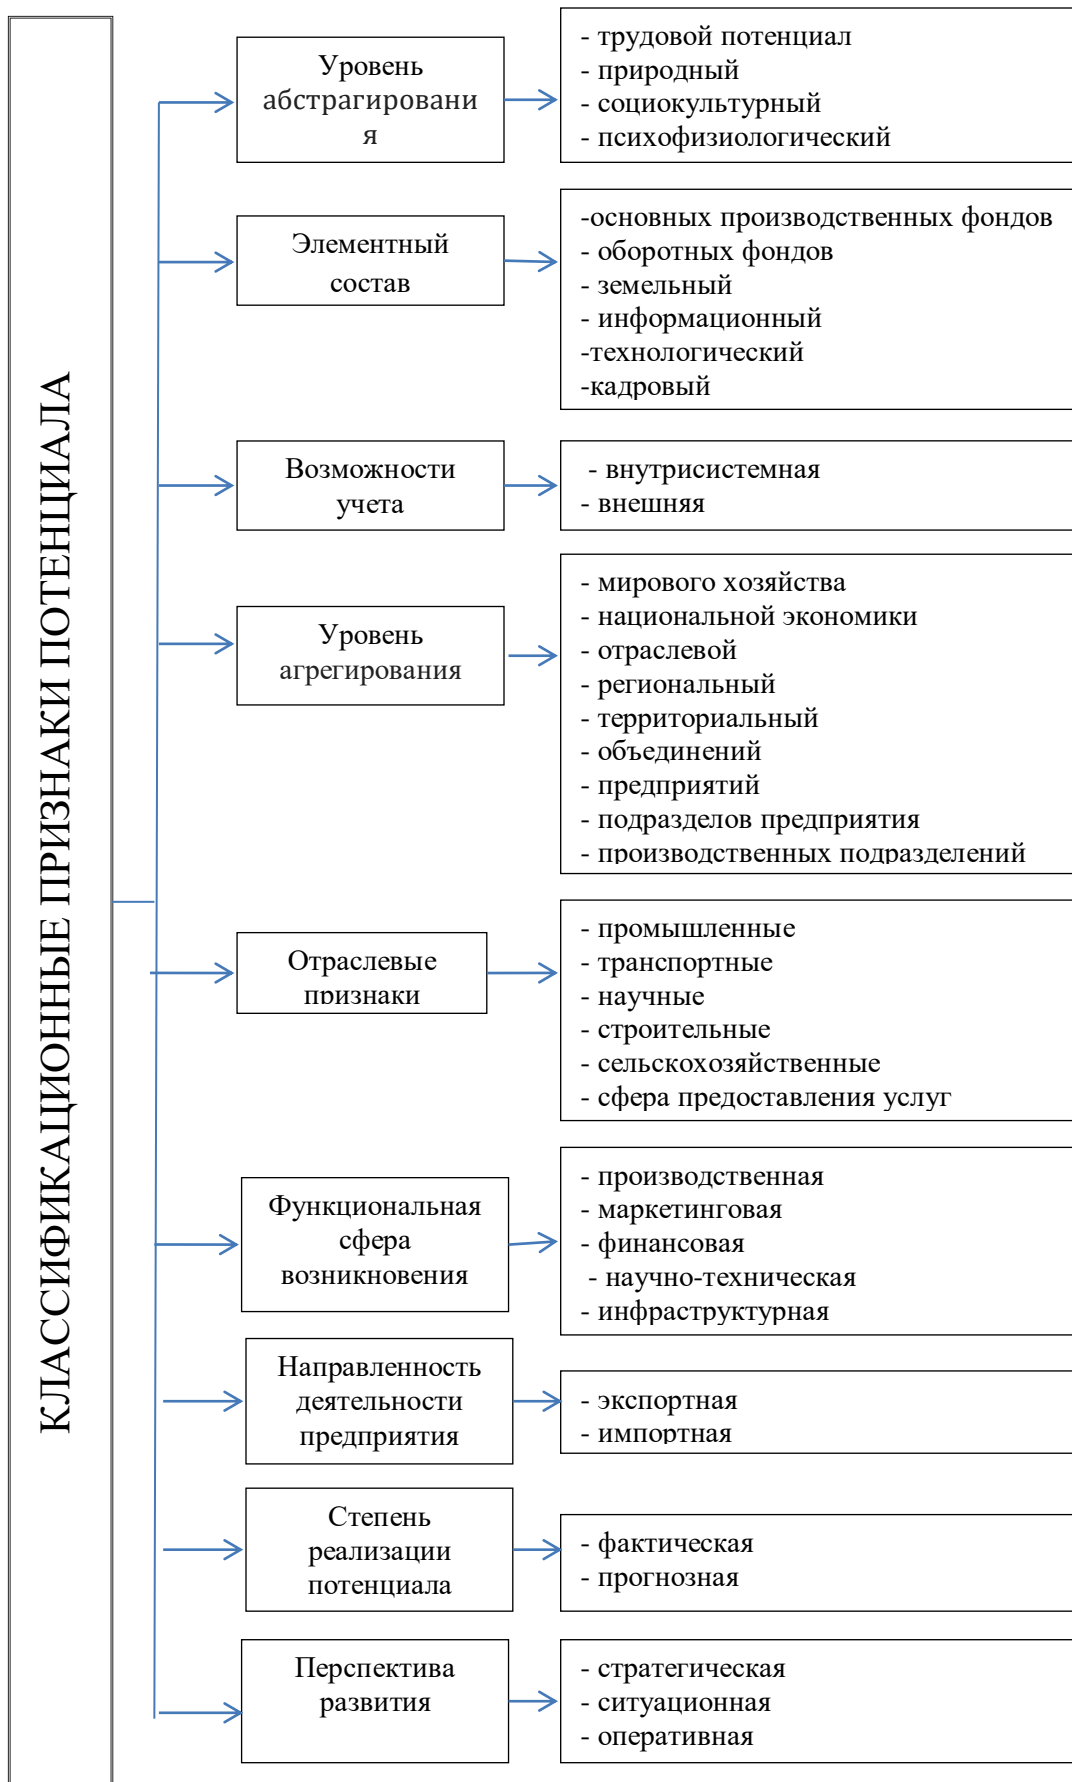 КЛАССИФИКАЦИОННЫЕ ПРИЗНАКИ ПОТЕНЦИАЛА
Уровень
абстрагировани
я
- трудовой потенциал
- природный
- социокультурный
- психофизиологический
Элементный
состав
-основных производственных фондов
- оборотных фондов
- земельный
- информационный
-технологический
-кадровый
Возможности
учета
- внутрисистемная
- внешняя
Уровень
агрегирования
- мирового хозяйства
- национальной экономики
- отраслевой
- региональный
- территориальный
- объединений
- предприятий
- подразделов предприятия
- производственных подразделений
Отраслевые
признаки
- промышленные
- транспортные
- научные
- строительные
- сельскохозяйственные
- сфера предоставления услуг
Функциональная
сфера
возникновения
- производственная
- маркетинговая
- финансовая
- научно-техническая
- инфраструктурная
Направленность
деятельности
предприятия
- экспортная
- импортная
Степень
реализации
потенциала
- фактическая
- прогнозная
Перспектива
развития
- стратегическая
- ситуационная
- оперативная